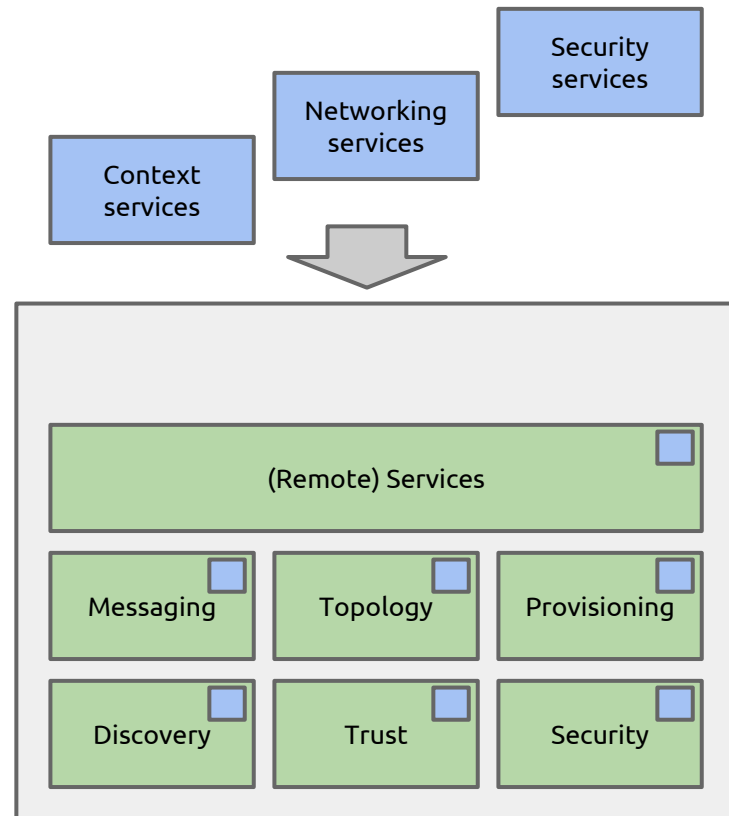 Security
services
Networking
services
Context
services
(Remote) Services
Messaging
Topology
Provisioning
Discovery
Trust
Security